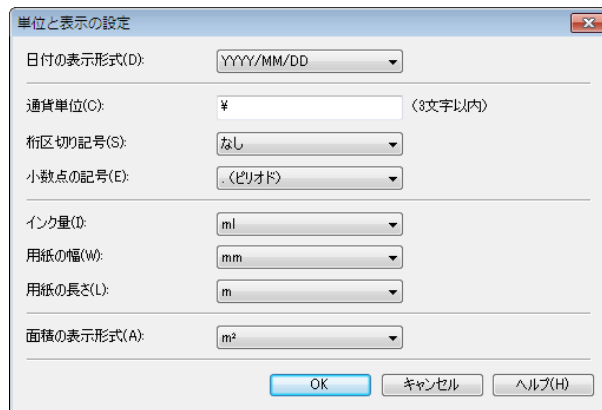 単位と表示の設定
日付の表示形式(D): YYYY/MM/DD
通貨単位(C): ¥ (3文字以内)
桁区切り記号(S): なし
小数点の記号(E): . (ピリオド)
インク量(I): ml
用紙の幅(W): mm
用紙の長さ(L): m
面積の表示形式(A): m²
OK キャンセル ヘルプ(H)